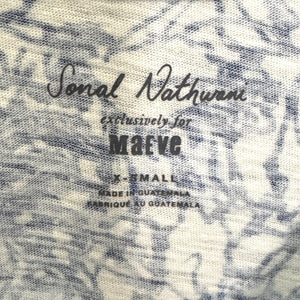 Sonal Nathwani
exclusively for
MAEVE
X-SMALL
MADE IN GUATEMALA
FABRIQUÉ AU GUATEMALA